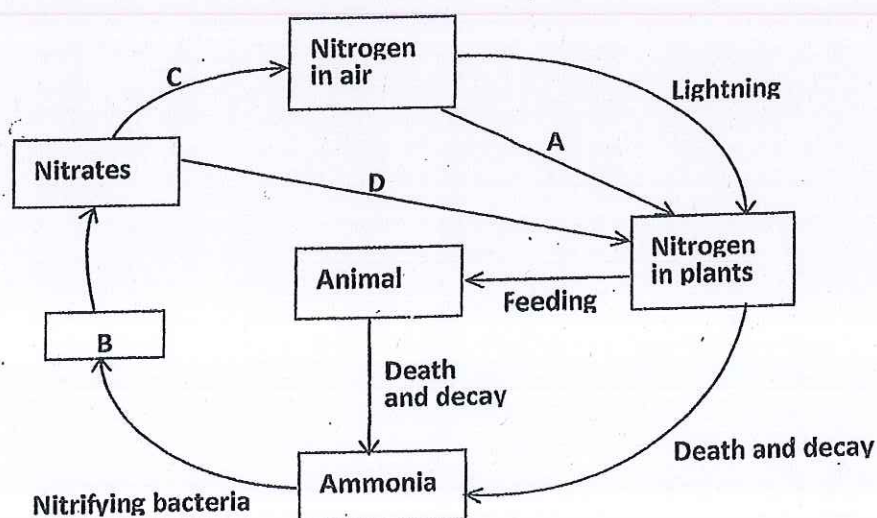 Nitrogen
in air
C
Lightning
A
Nitrates
D
Nitrogen
in plants
Animal
Feeding
B
Death
and decay
Death and decay
Ammonia
Nitrifying bacteria